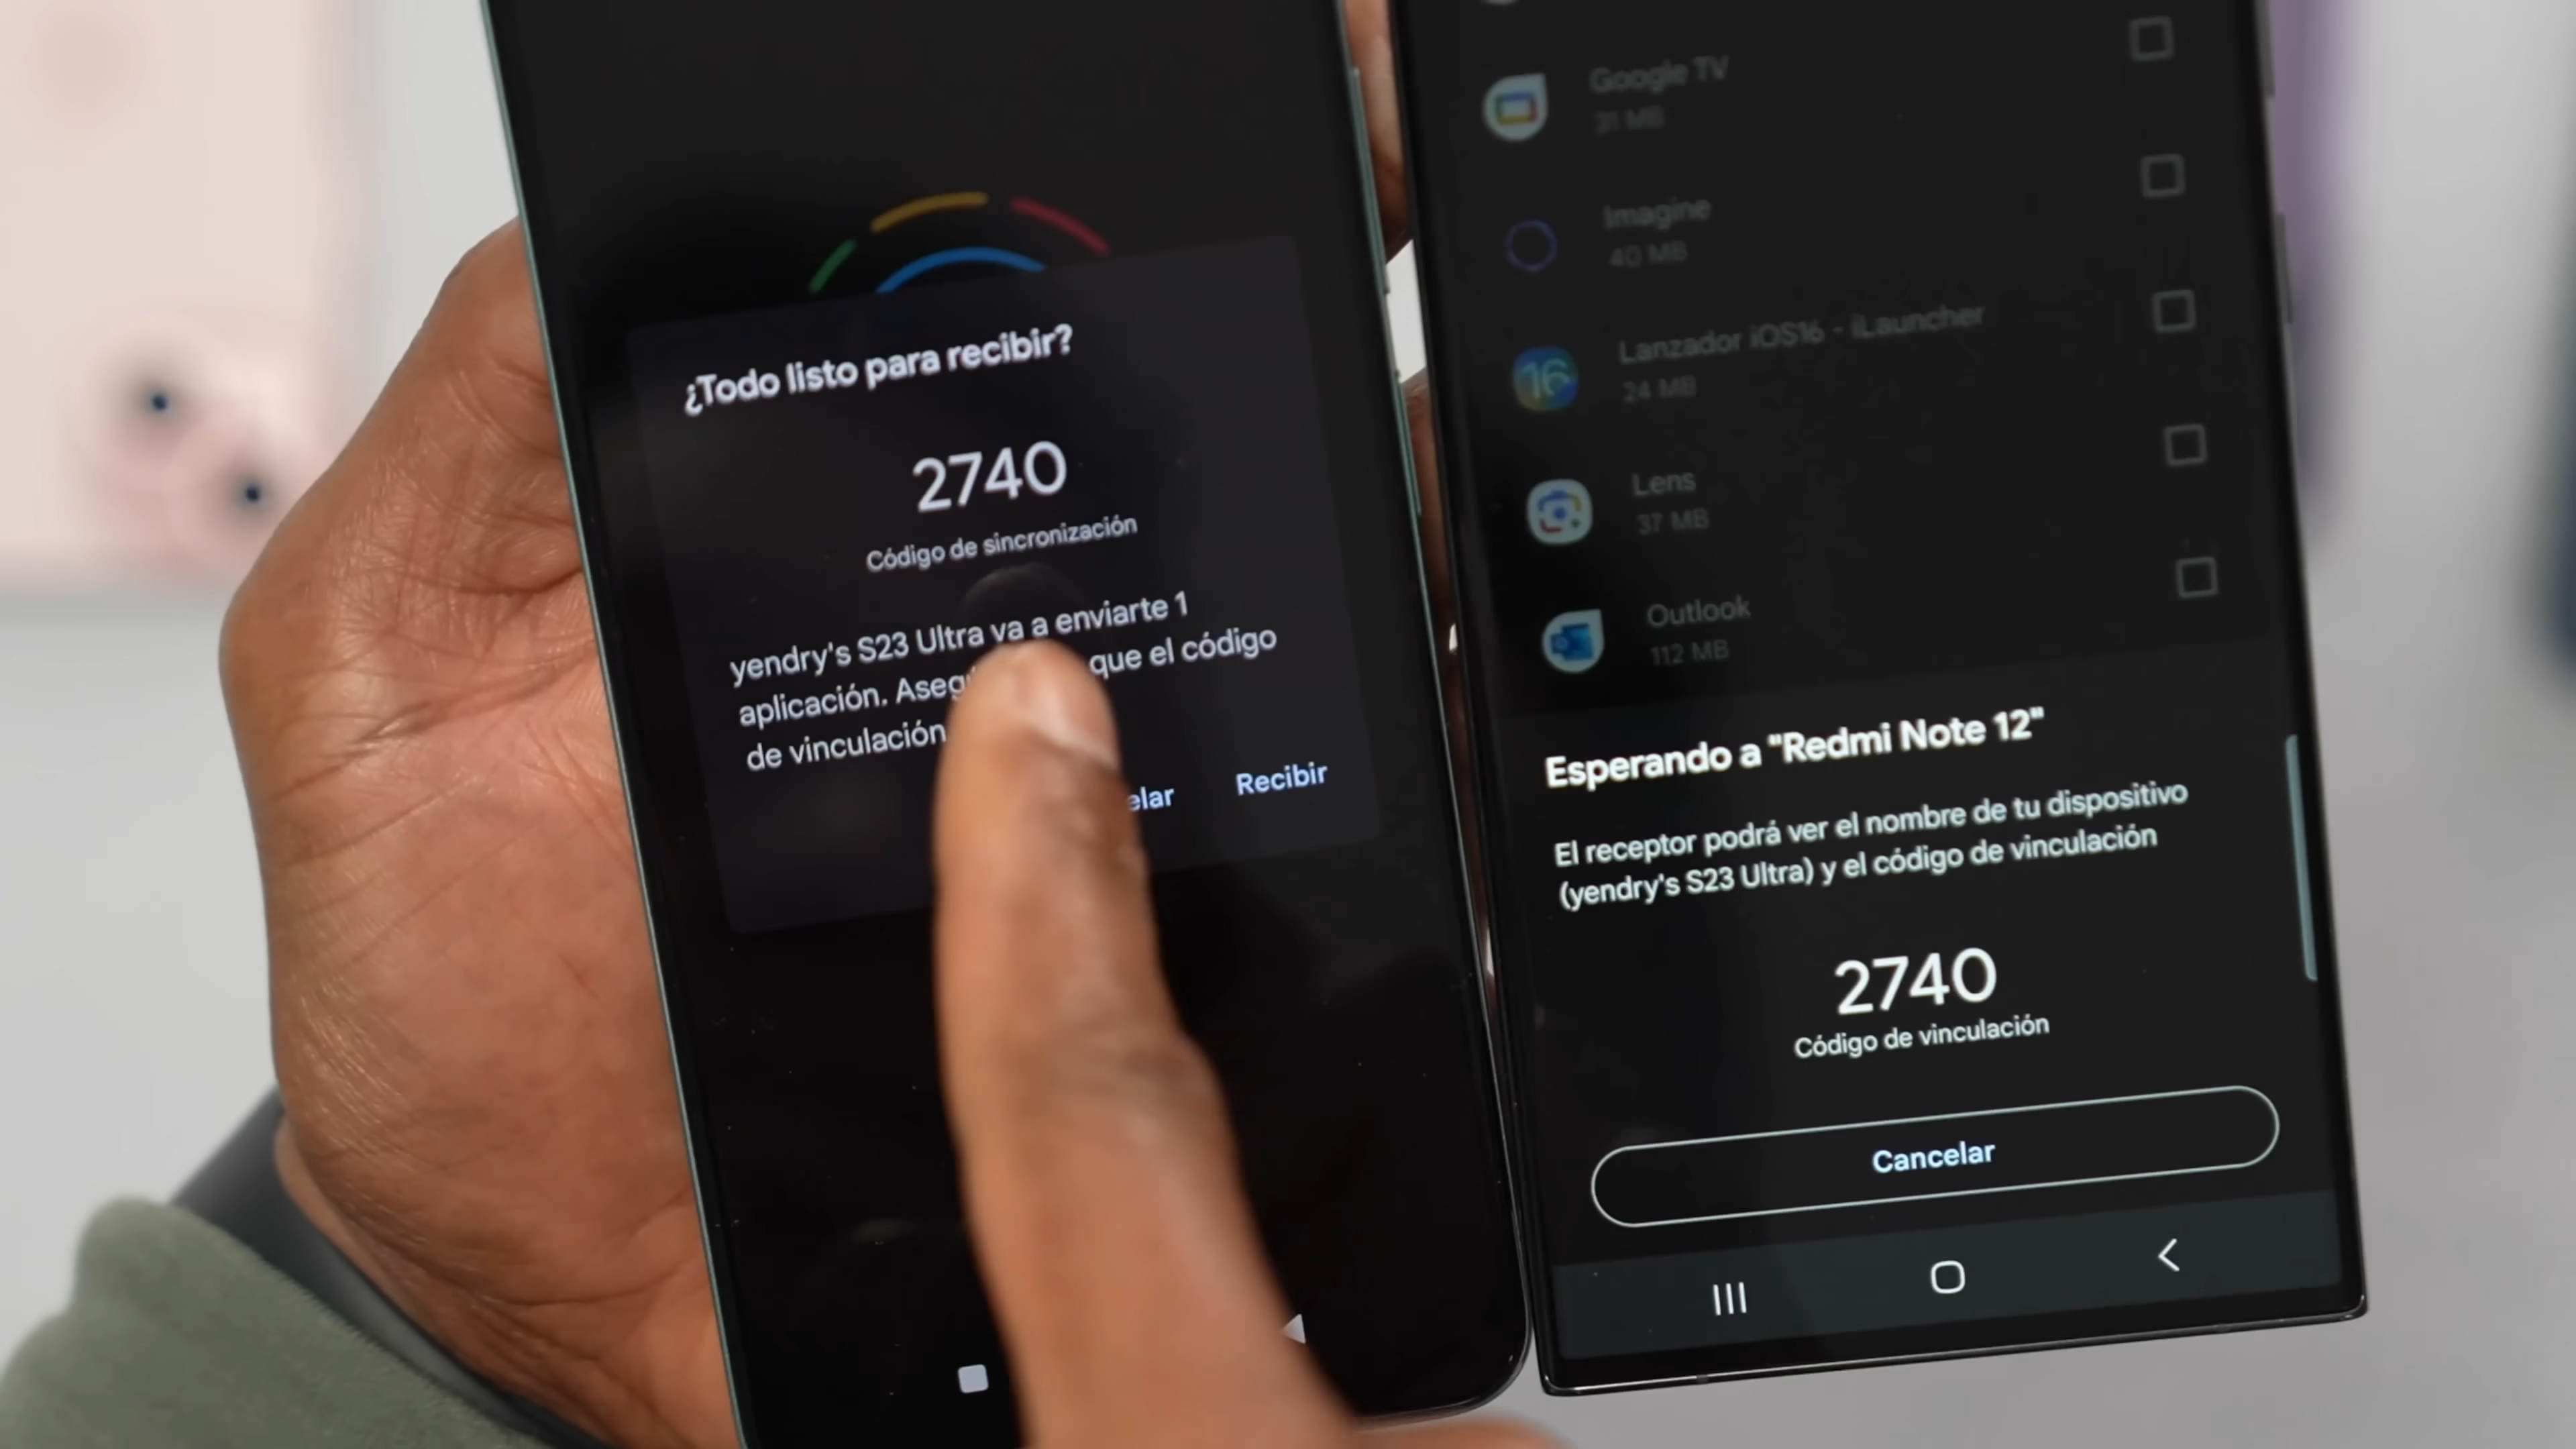 ¿Todo listo para recibir?
2740
Código de sincronización
yendry's S23 Ultra va a enviarte 1
aplicación. que el código
de vinculación
Recibir
Google TV
31 MB
Imagine
40 MB
Lanzador iOS16 - iLauncher
16
24 MB
Lens
37 MB
Outlook
112 MB
Esperando a "Redmi Note 12"
El receptor podrá ver el nombre de tu dispositivo
(yendry's S23 Ultra) y el código de vinculación
2740
Código de vinculación
Cancelar